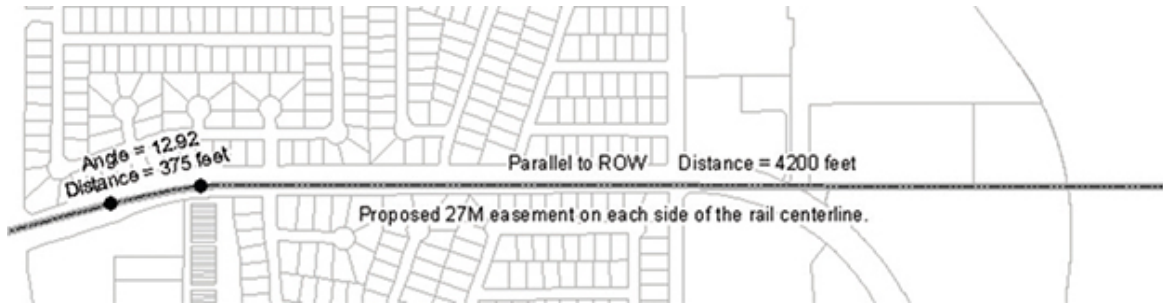 Angle = 12.92
Distance = 375 feet
Parallel to ROW Distance = 4200 feet
Proposed 27M easement on each side of the rail centerline.